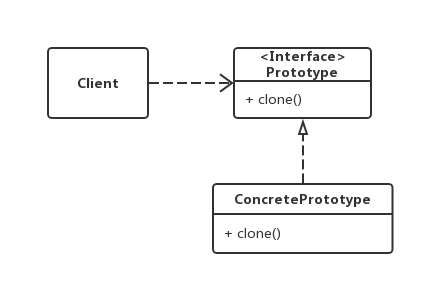 Client
<Interface>
Prototype
+ clone()
ConcretePrototype
+ clone()